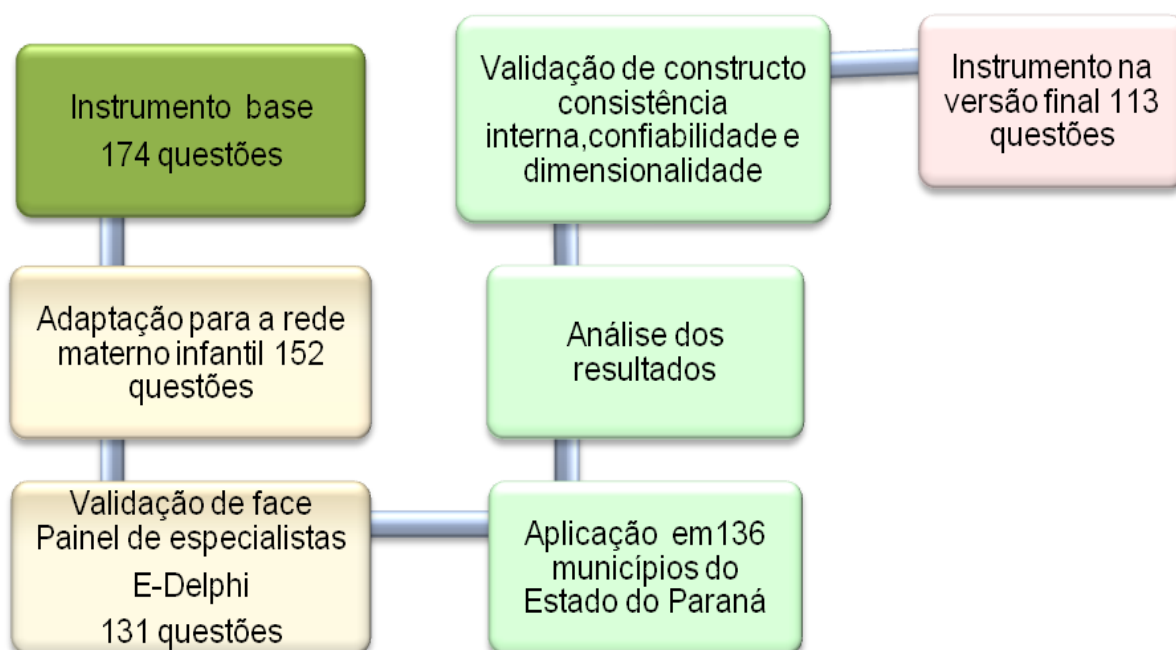 Instrumento base
174 questões
Adaptação para a rede
materno infantil 152
questões
Validação de face
Painel de especialistas
E-Delphi
131 questões
Aplicação em136
municípios do
Estado do Paraná
Análise dos
resultados
Validação de constructo
consistência
interna,confiabilidade e
dimensionalidade
Instrumento na
versão final 113
questões